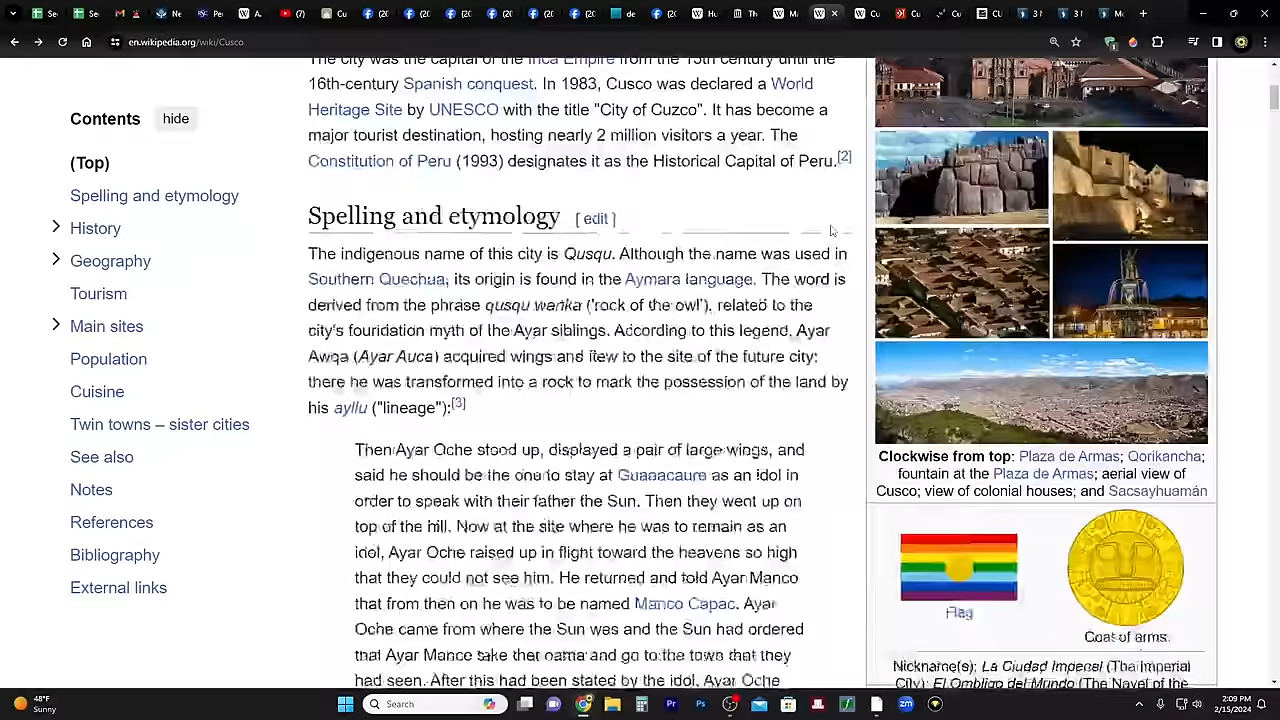 en.wikipedia.org/wiki/Cusco
The city was the capital of the Inca Empire from the 13th century until the
16th-century Spanish conquest. In 1983, Cusco was declared a World
Heritage Site by UNESCO with the title "City of Cuzco". It has become a
major tourist destination, hosting nearly 2 million visitors a year. The
Constitution of Peru (1993) designates it as the Historical Capital of Peru.[2]
Contents hide
(Top)
Spelling and etymology
History
Geography
Tourism
Main sites
Population
Cuisine
Twin towns – sister cities
See also
Notes
References
Bibliography
External links
Spelling and etymology [ edit ]
The indigenous name of this city is Qusqu. Although the name was used in
Southern Quechua, its origin is found in the Aymara language. The word is
derived from the phrase qusqu wanka ('rock of the owl'), related to the
city's foundation myth of the Ayar siblings. According to this legend, Ayar
Awqa (Ayar Auca) acquired wings and flew to the site of the future city;
there he was transformed into a rock to mark the possession of the land by
his ayllu ("lineage"):[3]
Then Ayar Oche stood up, displayed a pair of large wings, and
said he should be the one to stay at Guanacaure as an idol in
order to speak with their father the Sun. Then they went up on
top of the hill. Now at the site where he was to remain as an
idol, Ayar Oche raised up in flight toward the heavens so high
that they could not see him. He returned and told Ayar Manco
that from then on he was to be named Manco Capac. Ayar
Oche came from where the Sun was and the Sun had ordered
that Ayar Manco take that name and go to the town that they
had seen. After this had been stated by the idol, Ayar Oche
Clockwise from top: Plaza de Armas; Qorikancha;
fountain at the Plaza de Armas; aerial view of
Cusco; view of colonial houses; and Sacsayhuamán
Flag
Coat of arms
Nickname(s): La Ciudad Imperial (The Imperial
City); El Ombligo del Mundo (The Navel of the
48°F
Sunny
Search
2:09 PM
2/15/2024